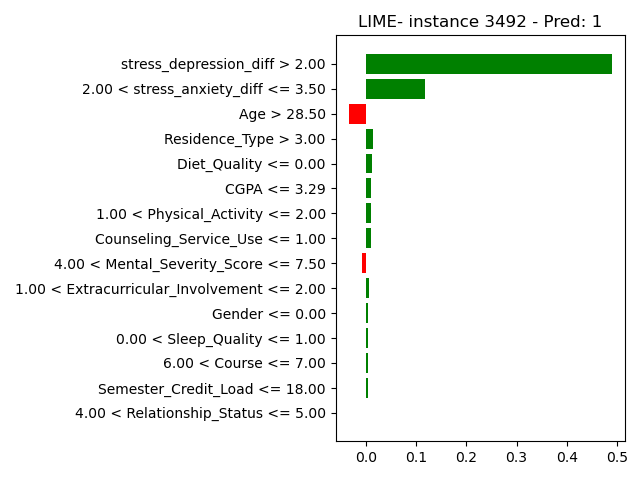 LIME- instance 3492 - Pred: 1
stress_depression_diff > 2.00
2.00 < stress_anxiety_diff <= 3.50
Age > 28.50
Residence_Type > 3.00
Diet_Quality <= 0.00
CGPA <= 3.29
1.00 < Physical_Activity <= 2.00
Counseling_Service_Use <= 1.00
4.00 < Mental_Severity_Score <= 7.50
1.00 < Extracurricular_Involvement <= 2.00
Gender <= 0.00
0.00 < Sleep_Quality <= 1.00
6.00 < Course <= 7.00
Semester_Credit_Load <= 18.00
4.00 < Relationship_Status <= 5.00
0.0 0.1 0.2 0.3 0.4 0.5